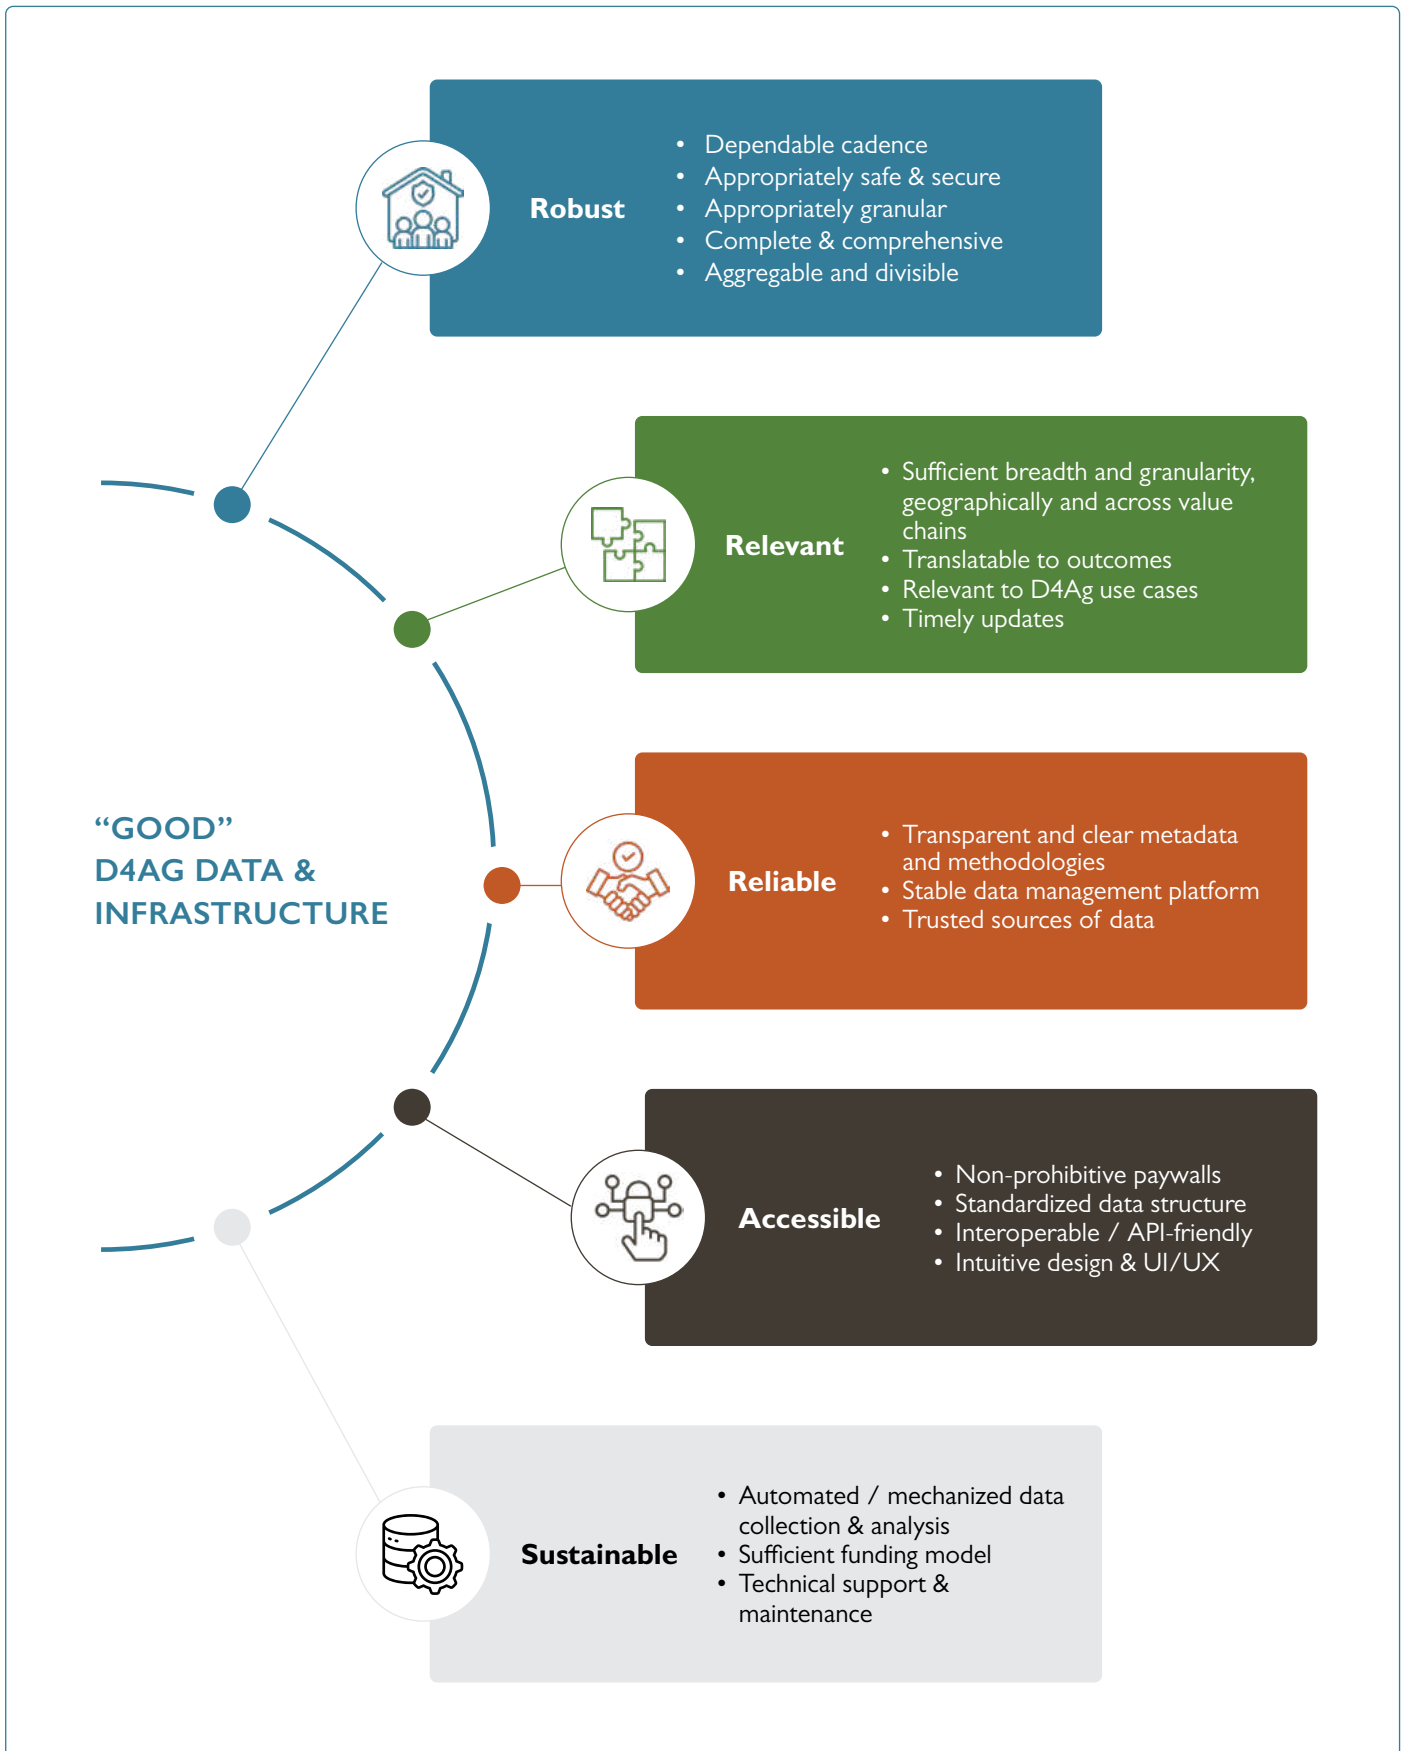 Robust
• Dependable cadence
• Appropriately safe & secure
• Appropriately granular
• Complete & comprehensive
• Aggregable and divisible
Relevant
• Sufficient breadth and granularity,
geographically and across value
chains
• Translatable to outcomes
• Relevant to D4Ag use cases
• Timely updates
“GOOD”
D4AG DATA &
INFRASTRUCTURE
Reliable
• Transparent and clear metadata
and methodologies
• Stable data management platform
• Trusted sources of data
Accessible
• Non-prohibitive paywalls
• Standardized data structure
• Interoperable / API-friendly
• Intuitive design & UI/UX
Sustainable
• Automated / mechanized data
collection & analysis
• Sufficient funding model
• Technical support &
maintenance